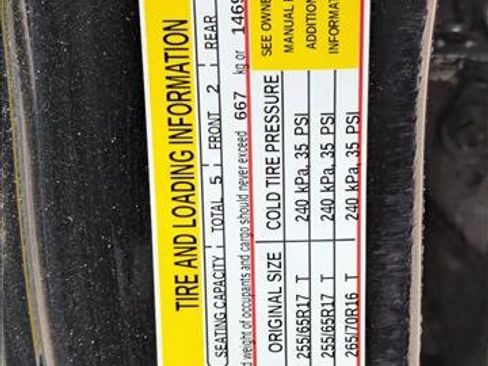 TIRE AND LOADING INFORMATION
SEATING CAPACITY TOTAL 5 FRONT 2 REAR
weight of occupants and cargo should never exceed 667 kg or 1469
ORIGINAL SIZE COLD TIRE PRESSURE
255/65R17 T 240 kPa, 35 PSI
255/65R17 T 240 kPa, 35 PSI
265/70R16 T 240 kPa, 35 PSI
SEE OWNE
MANUAL F
ADDITION
INFORMAT